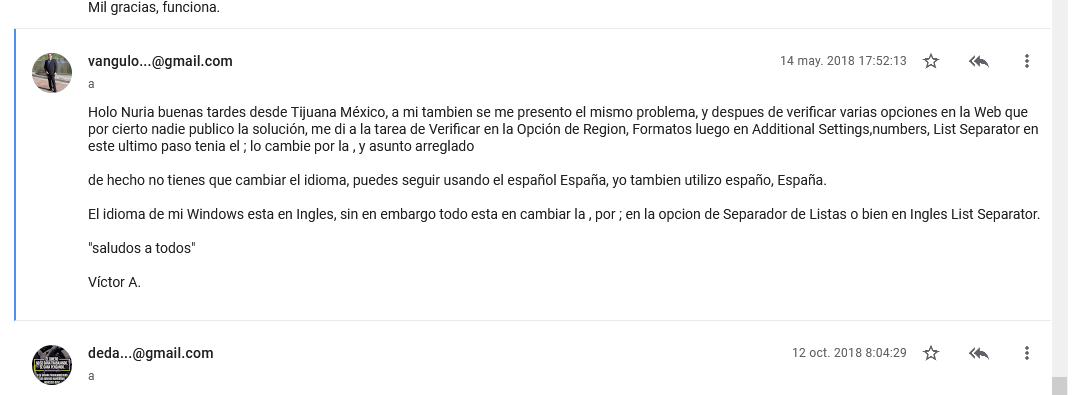 Mil gracias, funciona.
vangulo...@gmail.com
14 may. 2018 17:52:13
a
Holo Nuria buenas tardes desde Tijuana México, a mi tambien se me presento el mismo problema, y despues de verificar varias opciones en la Web que
por cierto nadie publico la solución, me di a la tarea de Verificar en la Opción de Region, Formatos luego en Additional Settings,numbers, List Separator en
este ultimo paso tenia el ; lo cambie por la , y asunto arreglado
de hecho no tienes que cambiar el idioma, puedes seguir usando el español España, yo tambien utilizo españo, España.
El idioma de mi Windows esta en Ingles, sin en embargo todo esta en cambiar la , por ; en la opcion de Separador de Listas o bien en Ingles List Separator.
"saludos a todos"
Víctor A.
deda...@gmail.com
12 oct. 2018 8:04:29
a